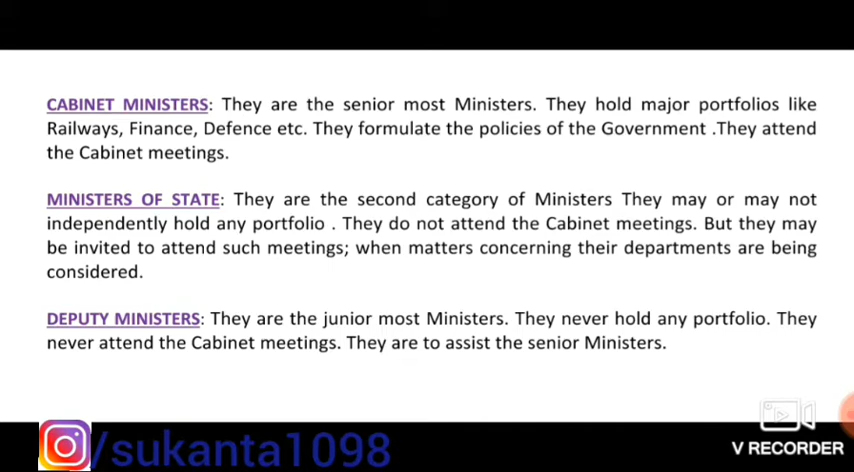 CABINET MINISTERS: They are the senior most Ministers. They hold major portfolios like
Railways, Finance, Defence etc. They formulate the policies of the Government .They attend
the Cabinet meetings.
MINISTERS OF STATE: They are the second category of Ministers They may or may not
independently hold any portfolio . They do not attend the Cabinet meetings. But they may
be invited to attend such meetings; when matters concerning their departments are being
considered.
DEPUTY MINISTERS: They are the junior most Ministers. They never hold any portfolio. They
never attend the Cabinet meetings. They are to assist the senior Ministers.
/sukanta1098
V RECORDER